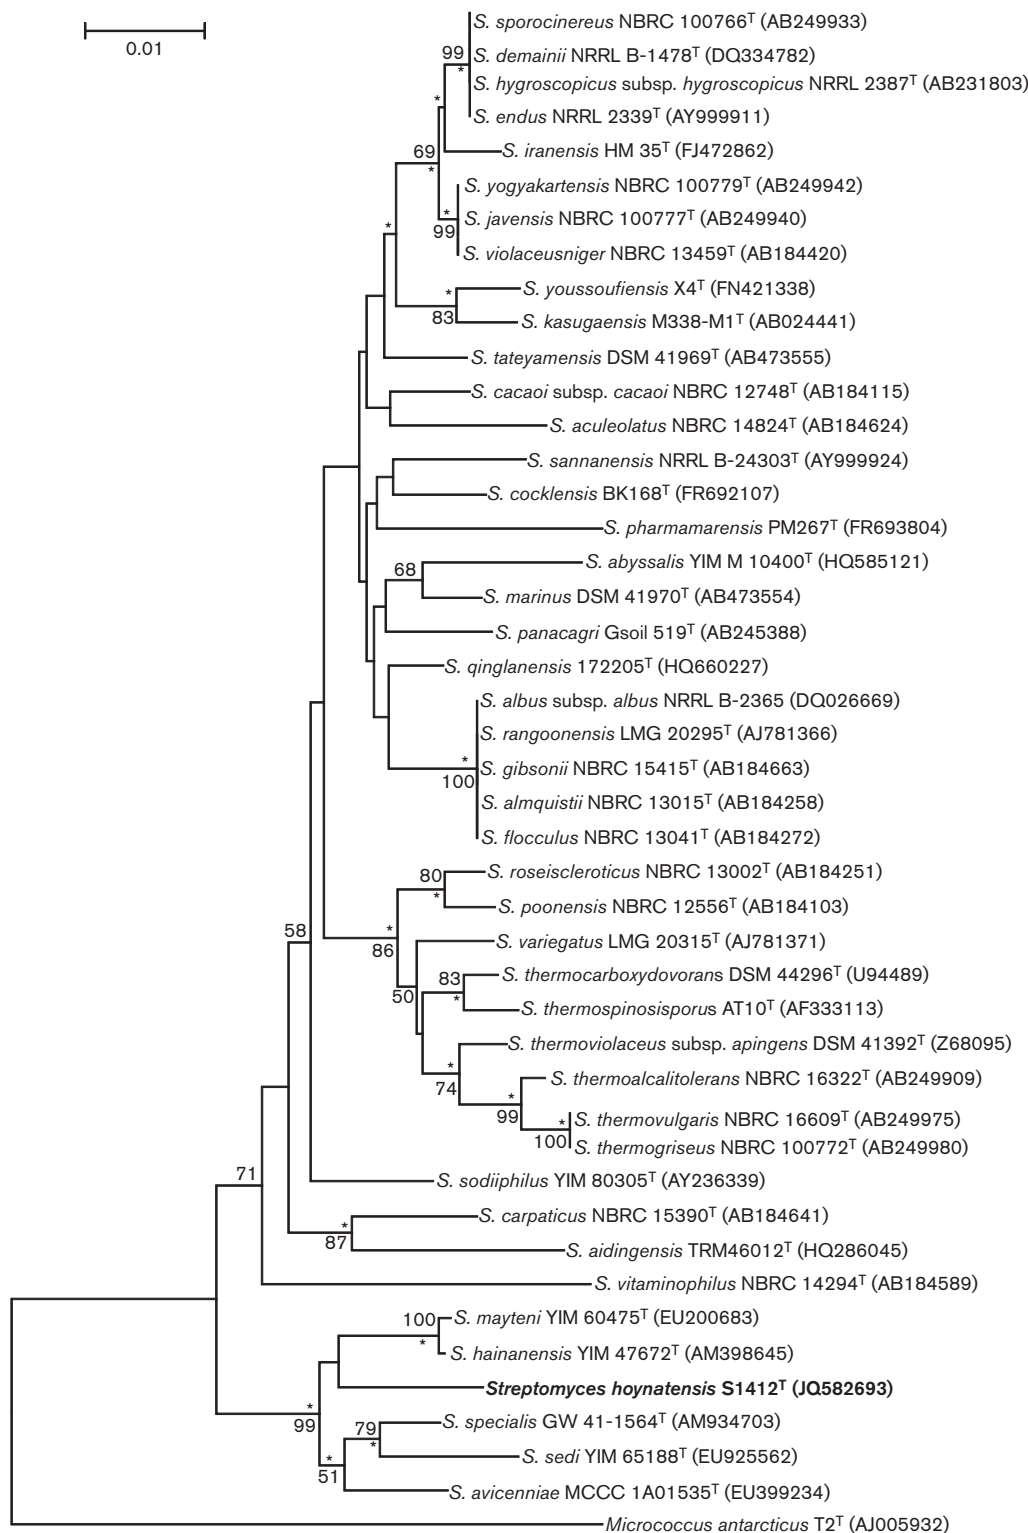 0.01
S. sporocinereus NBRC 100766T (AB249933)
99
*
S. demainii NRRL B-1478T (DQ334782)
S. hygroscopicus subsp. hygroscopicus NRRL 2387T (AB231803)
*
S. endus NRRL 2339T (AY999911)
69
*
S. iranensis HM 35T (FJ472862)
S. yogyakartensis NBRC 100779T (AB249942)
*
99
S. javensis NBRC 100777T (AB249940)
*
S. violaceusniger NBRC 13459T (AB184420)
S. youssoufiensis X4T (FN421338)
*
83
S. kasugaensis M338-M1T (AB024441)
S. tateyamensis DSM 41969T (AB473555)
S. cacaoi subsp. cacaoi NBRC 12748T (AB184115)
S. aculeolatus NBRC 14824T (AB184624)
S. sannanensis NRRL B-24303T (AY999924)
S. cocklensis BK168T (FR692107)
S. pharmamarensis PM267T (FR693804)
S. abyssalis YIM M 10400T (HQ585121)
68
S. marinus DSM 41970T (AB473554)
S. panacagri Gsoil 519T (AB245388)
S. qinglanensis 172205T (HQ660227)
S. albus subsp. albus NRRL B-2365 (DQ026669)
S. rangoonensis LMG 20295T (AJ781366)
*
100
S. gibsonii NBRC 15415T (AB184663)
S. almquistii NBRC 13015T (AB184258)
S. flocculus NBRC 13041T (AB184272)
S. roseiscleroticus NBRC 13002T (AB184251)
80
*
S. poonensis NBRC 12556T (AB184103)
58
*
86
S. variegatus LMG 20315T (AJ781371)
S. thermocarboxydovorans DSM 44296T (U94489)
83
*
50
S. thermospinosisporus AT10T (AF333113)
S. thermoviolaceus subsp. apingens DSM 41392T (Z68095)
*
74
S. thermoalcalitolerans NBRC 16322T (AB249909)
*
99
S. thermovulgaris NBRC 16609T (AB249975)
*
100
S. thermogriseus NBRC 100772T (AB249980)
71
S. sodiiphilus YIM 80305T (AY236339)
S. carpaticus NBRC 15390T (AB184641)
*
87
S. aidingensis TRM46012T (HQ286045)
S. vitaminophilus NBRC 14294T (AB184589)
100
*
S. mayteni YIM 60475T (EU200683)
S. hainanensis YIM 47672T (AM398645)
Streptomyces hoynatensis S1412T (JQ582693)
*
99
S. specialis GW 41-1564T (AM934703)
79
*
S. sedi YIM 65188T (EU925562)
*
51
S. avicenniae MCCC 1A01535T (EU399234)
Micrococcus antarcticus T2T (AJ005932)